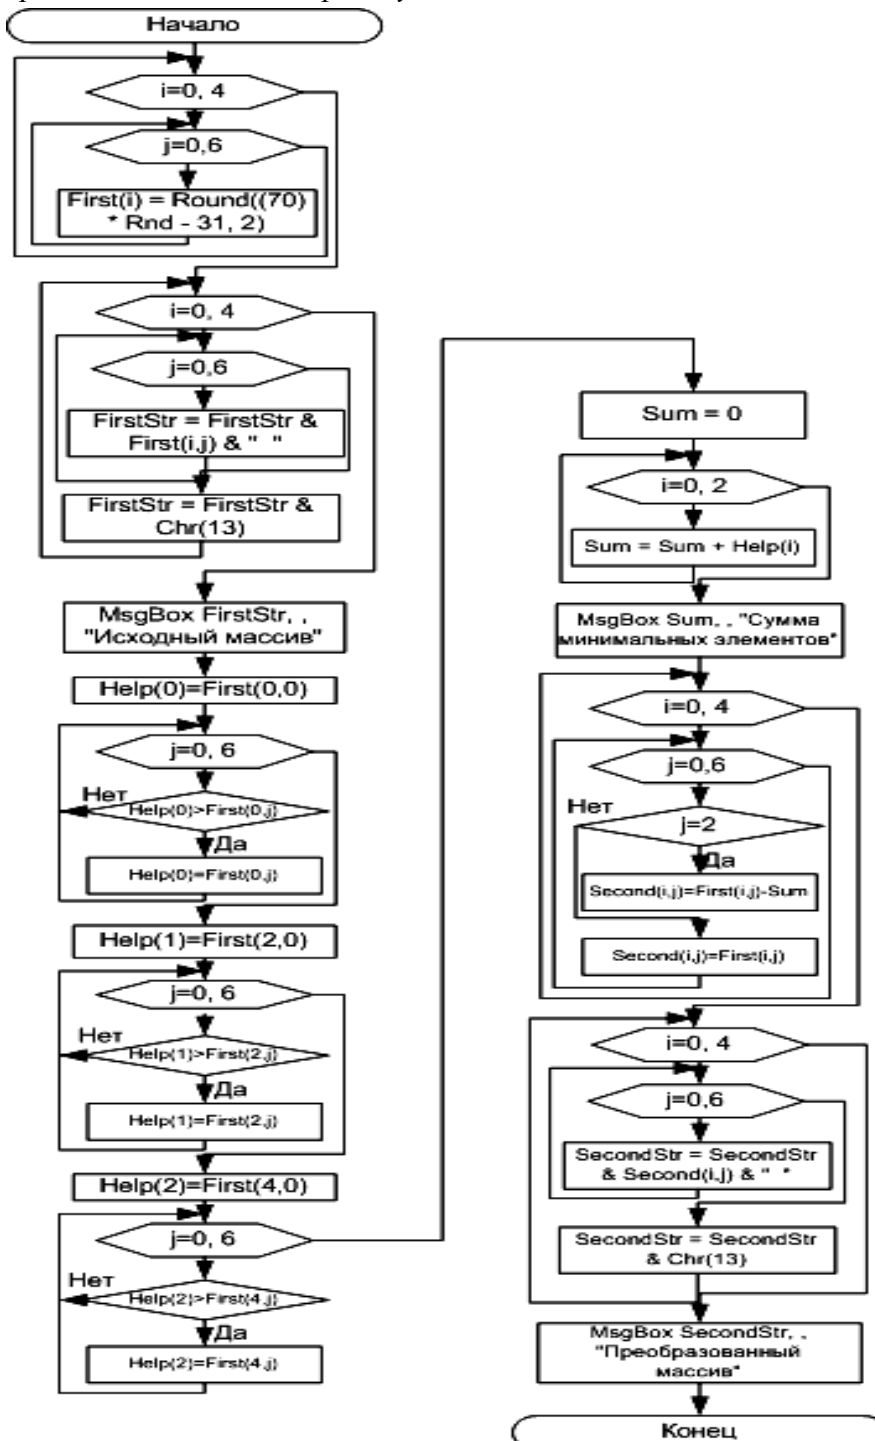 Начало
i=0, 4
j=0,6
First(i) = Round((70)
* Rnd - 31, 2)
i=0, 4
j=0,6
FirstStr = FirstStr &
First(i,j) & "  "
FirstStr = FirstStr &
Chr(13)
MsgBox FirstStr, ,
"Исходный массив"
Help(0)=First(0,0)
j=0, 6
Нет
Help(0)>First(0,j)
Да
Help(0)=First(0,j)
Help(1)=First(2,0)
j=0, 6
Нет
Help(1)>First(2,j)
Да
Help(1)=First(2,j)
Help(2)=First(4,0)
j=0, 6
Нет
Help(2)>First(4,j)
Да
Help(2)=First(4,j)
Sum = 0
i=0, 2
Sum = Sum + Help(i)
MsgBox Sum, , "Сумма
минимальных элементов"
i=0, 4
j=0,6
Нет
j=2
Да
Second(i,j)=First(i,j)-Sum
Second(i,j)=First(i,j)
i=0, 4
j=0,6
SecondStr = SecondStr
& Second(i,j) & "  "
SecondStr = SecondStr
& Chr(13)
MsgBox SecondStr, ,
"Преобразованный
массив"
Конец